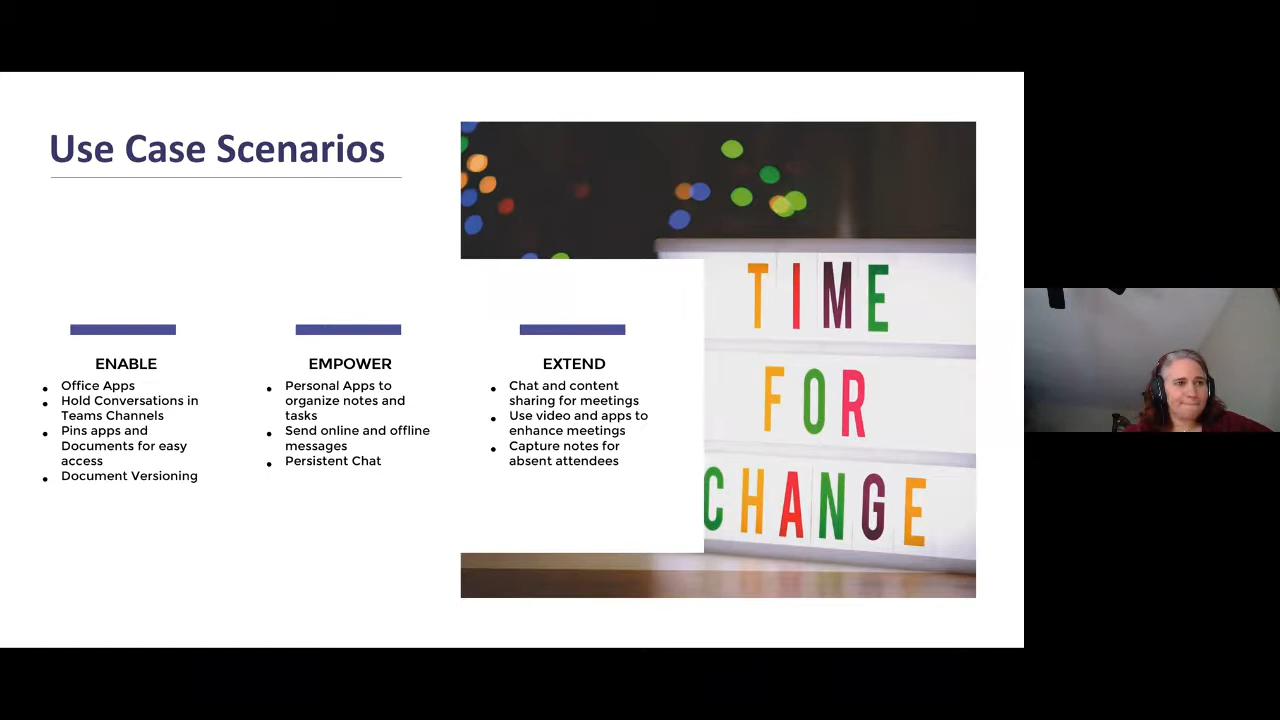 Use Case Scenarios
ENABLE
Office Apps
Hold Conversations in
Teams Channels
Pins apps and
Documents for easy
access
Document Versioning
EMPOWER
Personal Apps to
organize notes and
tasks
Send online and offline
messages
Persistent Chat
EXTEND
Chat and content
sharing for meetings
Use video and apps to
enhance meetings
Capture notes for
absent attendees
TIME
FOR
CHANGE